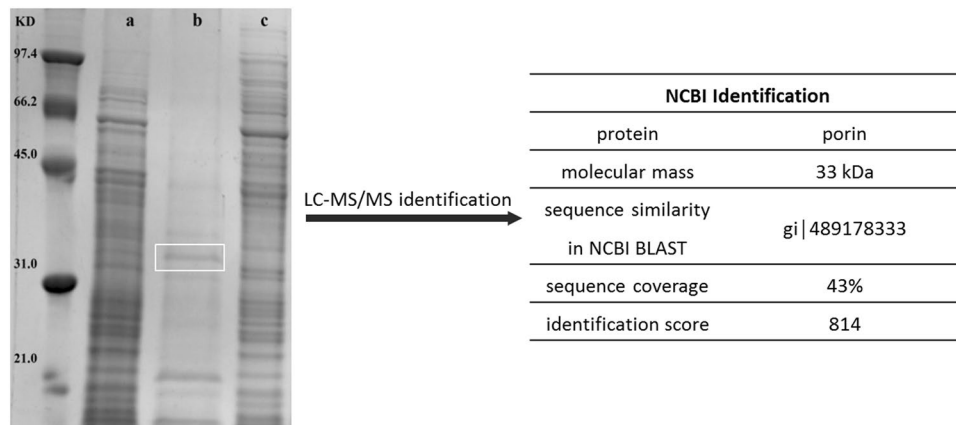 KD a b c
97.4
66.2
45.0
31.0
21.0
LC-MS/MS identification
NCBI Identification
protein porin
molecular mass 33 kDa
sequence similarity
in NCBI BLAST
gi|489178333
sequence coverage 43%
identification score 814